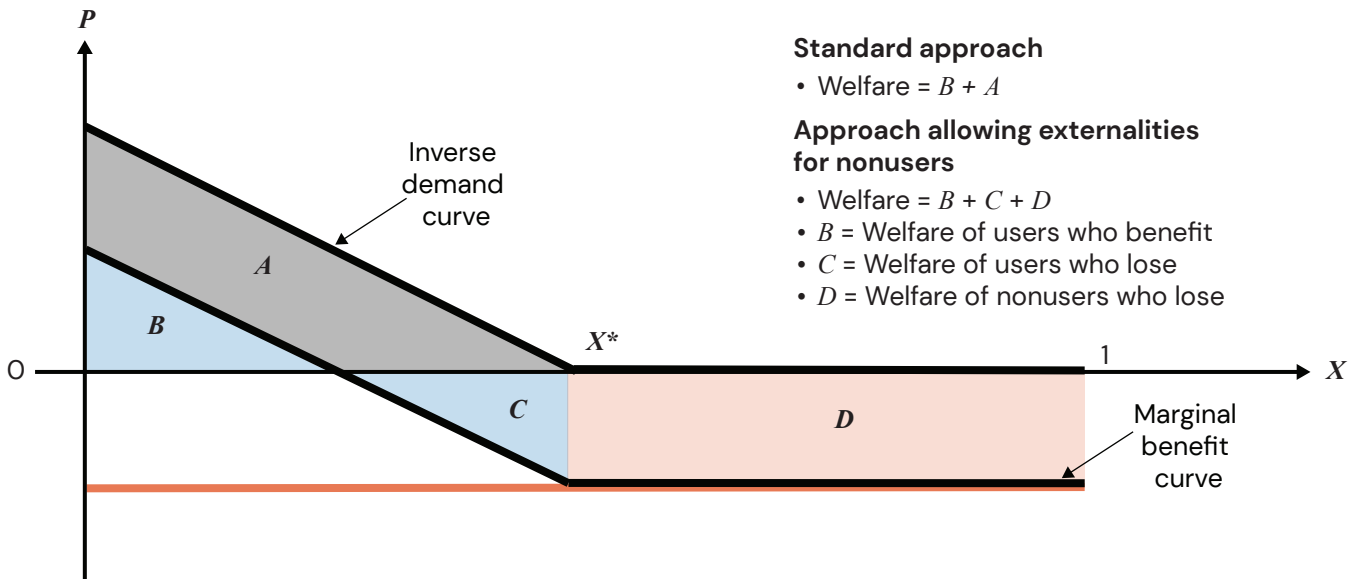 P
Standard approach
• Welfare = B + A
Approach allowing externalities
for nonusers
• Welfare = B + C + D
• B = Welfare of users who benefit
• C = Welfare of users who lose
• D = Welfare of nonusers who lose
Inverse
demand
curve
A
B
X*
1
0
X
C
D
Marginal
benefit
curve